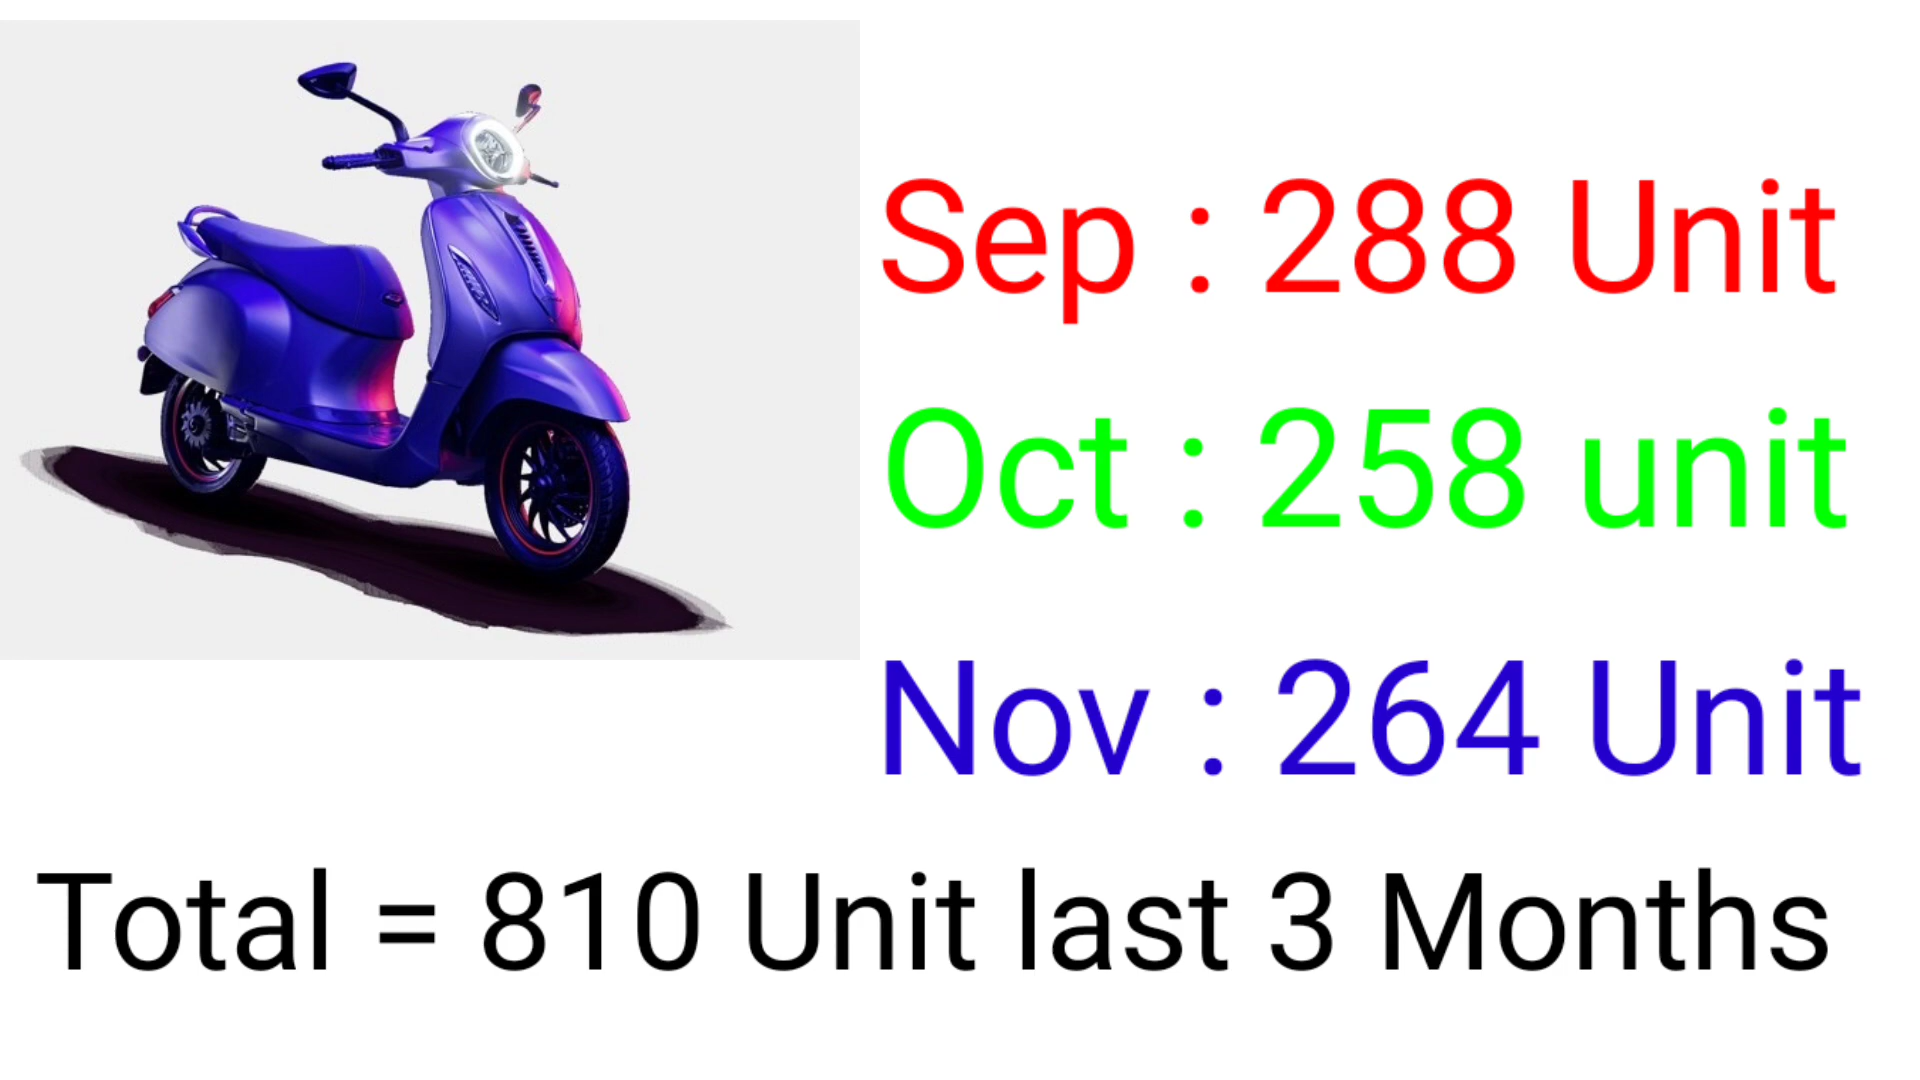 Sep : 288 Unit
Oct : 258 unit
Nov : 264 Unit
Total = 810 Unit last 3 Months